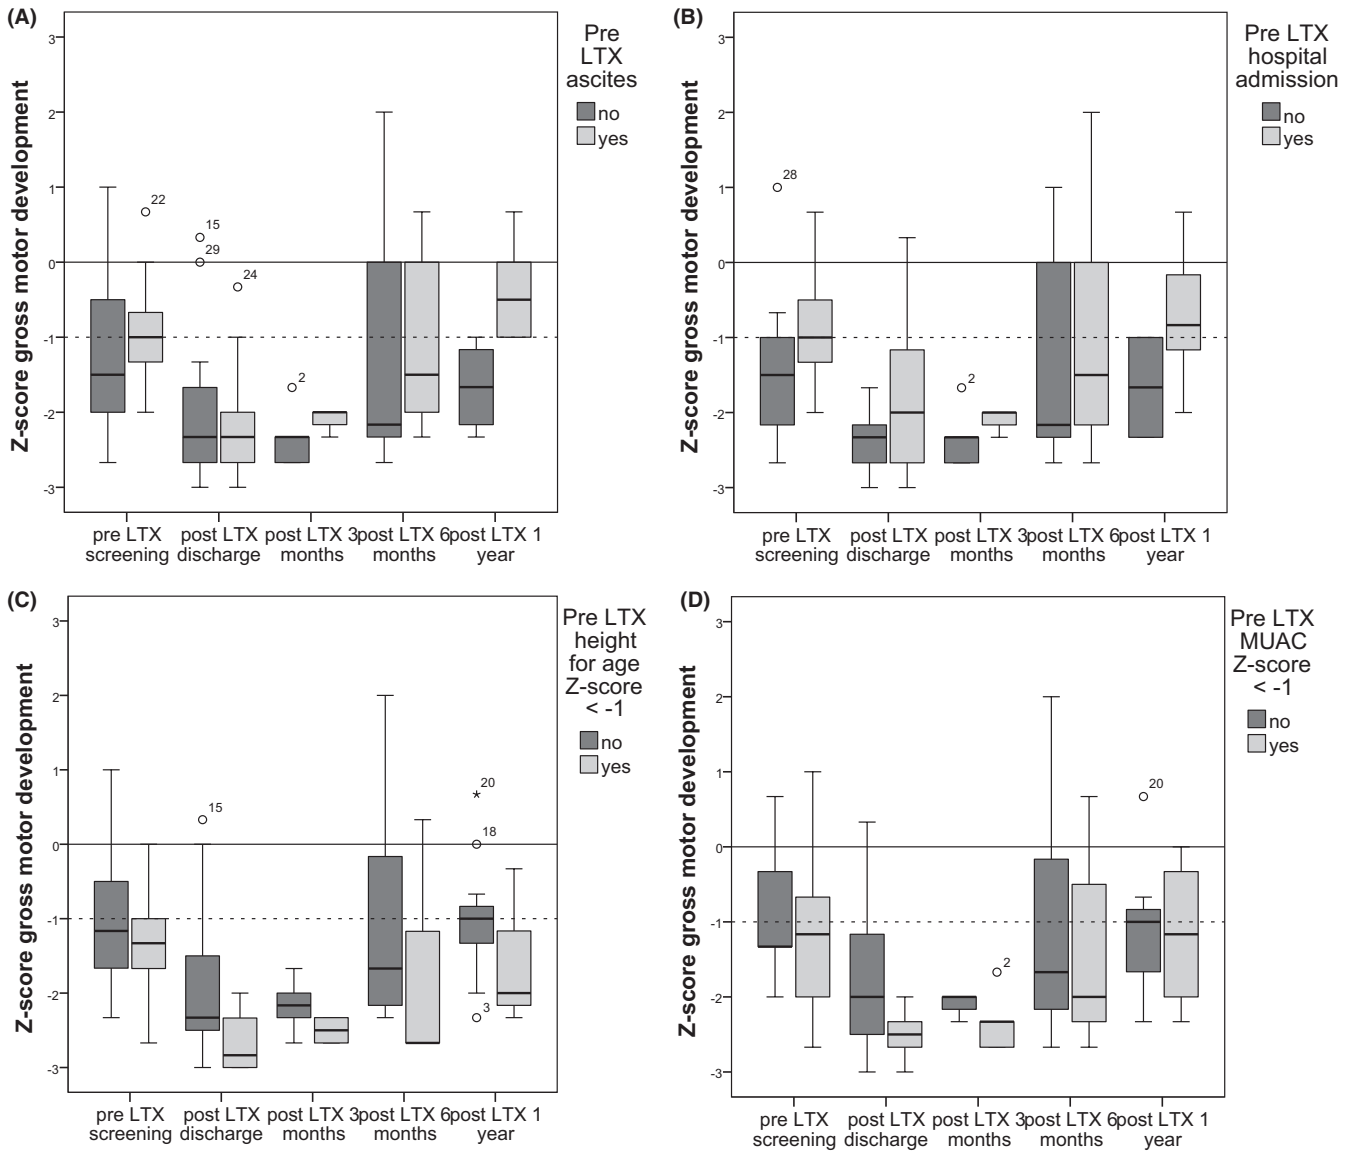 (A)
Z-score gross motor development
3
2
1
0
-1
-2
-3
22
15
29
24
2
pre LTX screening
post LTX discharge
post LTX 3 months
post LTX 6 months
post LTX 1 year
Pre
LTX
ascites
no
yes
(B)
Z-score gross motor development
3
2
1
0
-1
-2
-3
28
2
pre LTX screening
post LTX discharge
post LTX 3 months
post LTX 6 months
post LTX 1 year
Pre LTX
hospital
admission
no
yes
(C)
Z-score gross motor development
3
2
1
0
-1
-2
-3
15
20
18
3
pre LTX screening
post LTX discharge
post LTX 3 months
post LTX 6 months
post LTX 1 year
Pre LTX
height
for age
Z-score
< -1
no
yes
(D)
Z-score gross motor development
3
2
1
0
-1
-2
-3
2
20
pre LTX screening
post LTX discharge
post LTX 3 months
post LTX 6 months
post LTX 1 year
Pre LTX
MUAC
Z-score
< -1
no
yes